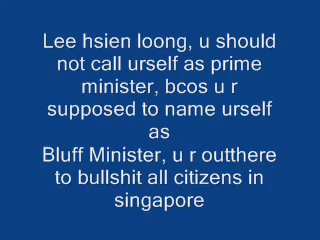 Lee hsien loong, u should
not call urself as prime
minister, bcos u r
supposed to name urself
as
Bluff Minister, u r outthere
to bullshit all citizens in
singapore